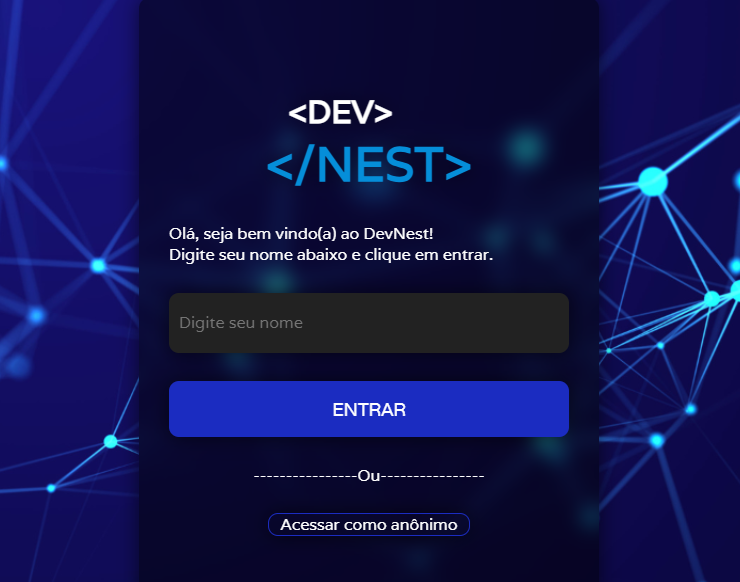 <DEV>
</NEST>
Olá, seja bem vindo(a) ao DevNest!
Digite seu nome abaixo e clique em entrar.
Digite seu nome
ENTRAR
----------------Ou----------------
Acessar como anônimo